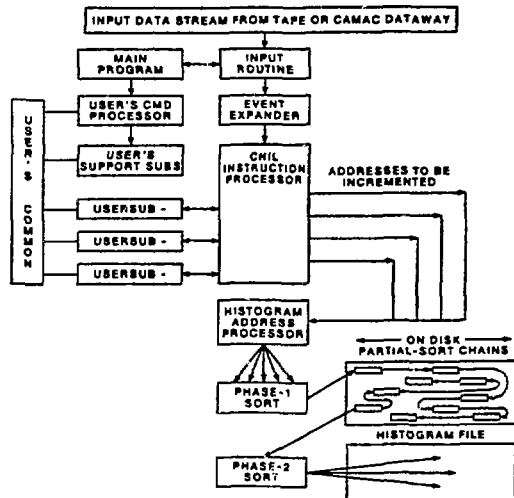 INPUT DATA STREAM FROM TAPE OR CAMAC DATAWAY
MAIN
PROGRAM
INPUT
ROUTINE
USER'S CMD
PROCESSOR
EVENT
EXPANDER
USER'S
SUPPORT SUBS
CHIL
INSTRUCTION
PROCESSOR
ADDRESSES TO BE
INCREMENTED
USER'S COMMON
USERSUB -
USERSUB -
USERSUB -
HISTOGRAM
ADDRESS
PROCESSOR
ON DISK
PARTIAL-SORT CHAINS
PHASE-1
SORT
HISTOGRAM FILE
PHASE-2
SORT